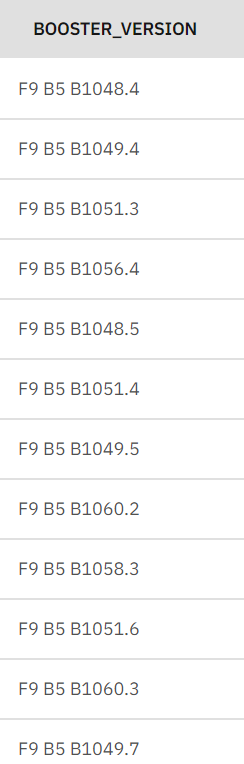 BOOSTER_VERSION
F9 B5 B1048.4
F9 B5 B1049.4
F9 B5 B1051.3
F9 B5 B1056.4
F9 B5 B1048.5
F9 B5 B1051.4
F9 B5 B1049.5
F9 B5 B1060.2
F9 B5 B1058.3
F9 B5 B1051.6
F9 B5 B1060.3
F9 B5 B1049.7